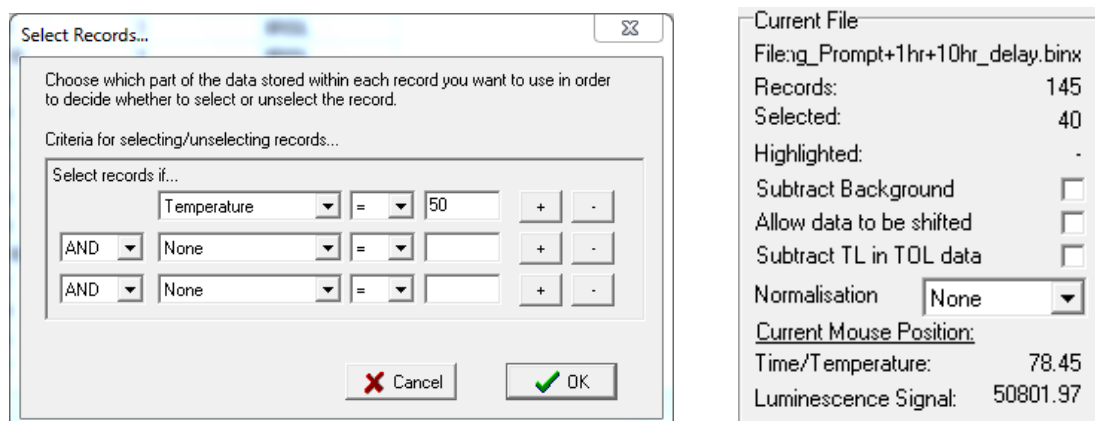 Select Records...
Choose which part of the data stored within each record you want to use in order
to decide whether to select or unselect the record.
Criteria for selecting/unselecting records...
Select records if...
Temperature = 50 + -
AND None = + -
AND None = + -
Cancel OK
Current File
File:ng_Prompt+1hr+10hr_delay.binx
Records: 145
Selected: 40
Highlighted: -
Subtract Background
Allow data to be shifted
Subtract TL in TOL data
Normalisation None
Current Mouse Position:
Time/Temperature: 78.45
Luminescence Signal: 50801.97